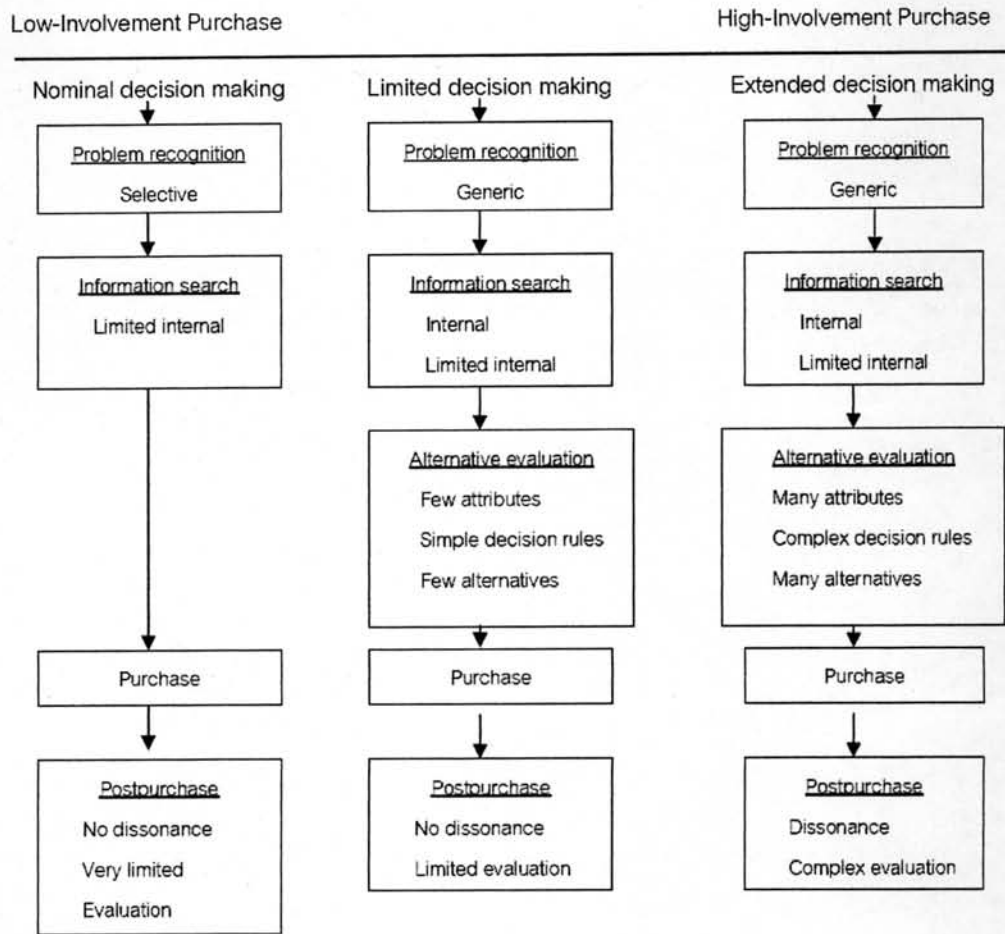 Low-Involvement Purchase
High-Involvement Purchase
Nominal decision making
Problem recognition
Selective
Information search
Limited internal
Purchase
Postpurchase
No dissonance
Very limited
Evaluation
Limited decision making
Problem recognition
Generic
Information search
Internal
Limited internal
Alternative evaluation
Few attributes
Simple decision rules
Few alternatives
Purchase
Postpurchase
No dissonance
Limited evaluation
Extended decision making
Problem recognition
Generic
Information search
Internal
Limited internal
Alternative evaluation
Many attributes
Complex decision rules
Many alternatives
Purchase
Postpurchase
Dissonance
Complex evaluation